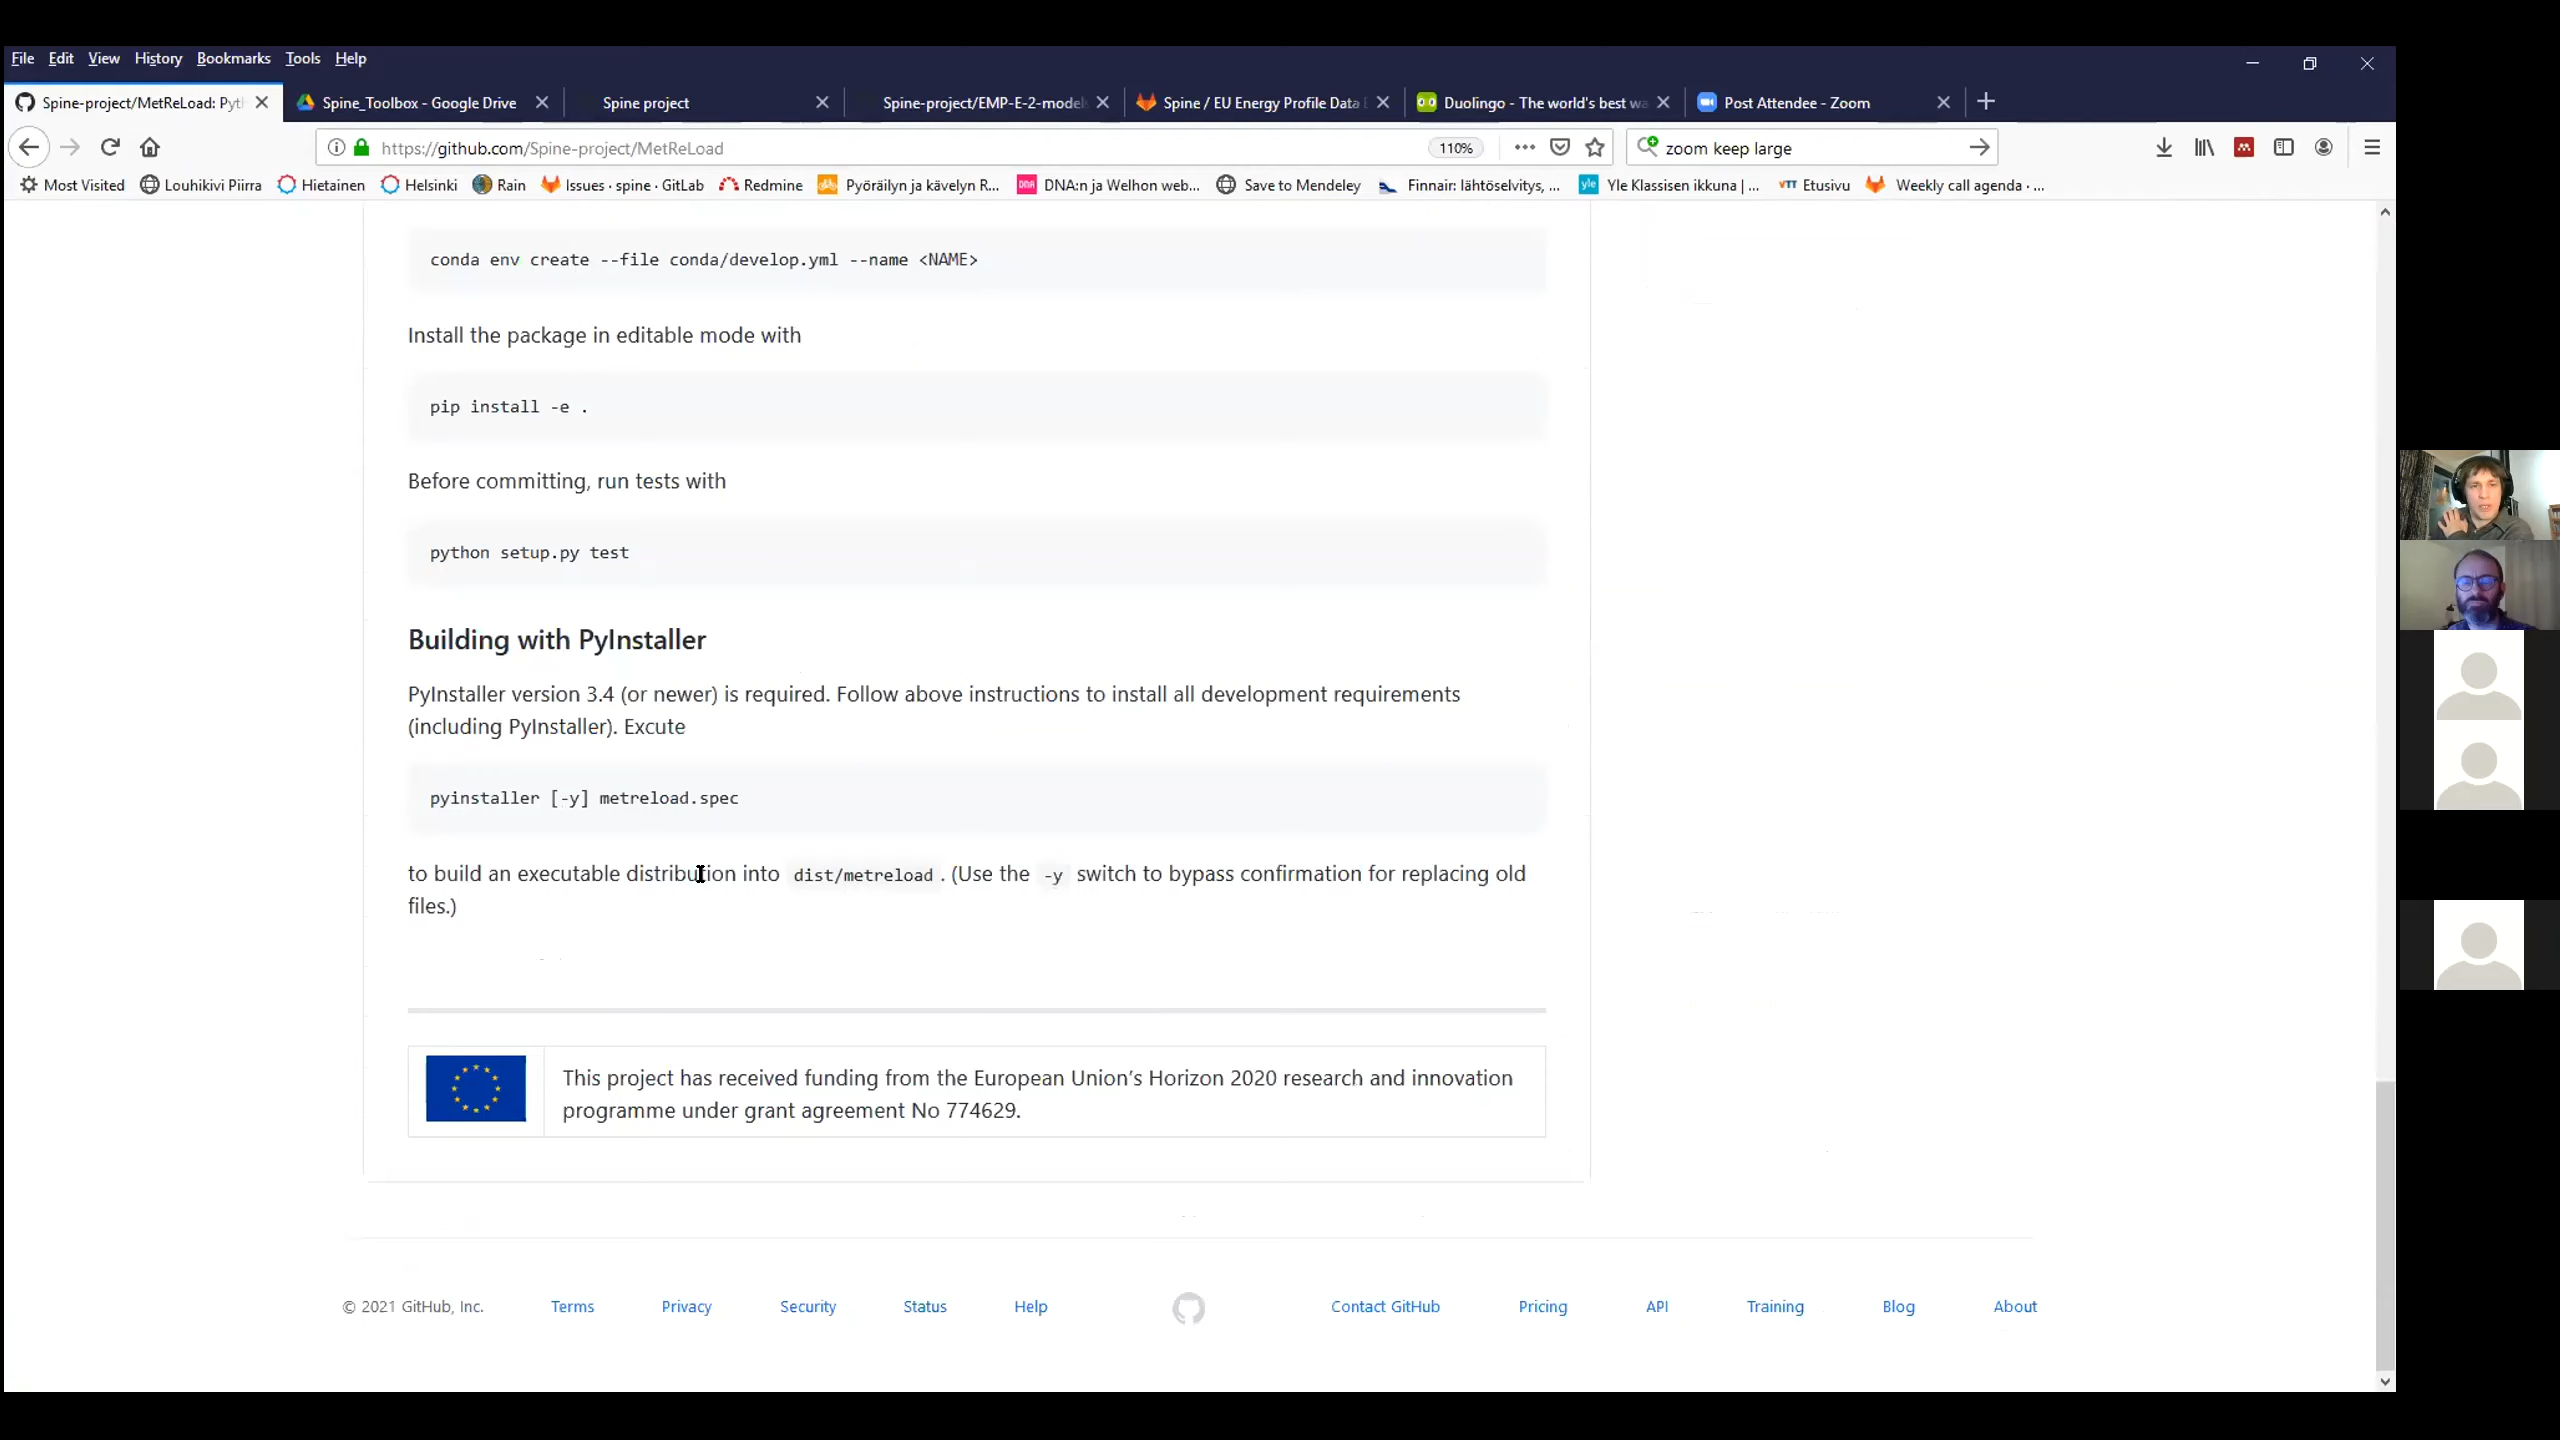 File Edit View History Bookmarks Tools Help
Spine-project/MetReLoad: Pyth Spine_Toolbox - Google Drive Spine project Spine-project/EMP-E-2-model Spine / EU Energy Profile Data Duolingo - The world's best wa Post Attendee - Zoom
https://github.com/Spine-project/MetReLoad 110% zoom keep large
Most Visited Louhikivi Piirra Hietainen Helsinki Rain Issues · spine · GitLab Redmine Pyöräilyn ja kävelyn R... DNA:n ja Welhon web... Save to Mendeley Finnair: lähtöselvitys, ... Yle Klassisen ikkuna | ... Etusivu Weekly call agenda · ...
conda env create --file conda/develop.yml --name <NAME>
Install the package in editable mode with
pip install -e .
Before committing, run tests with
python setup.py test
Building with PyInstaller
PyInstaller version 3.4 (or newer) is required. Follow above instructions to install all development requirements
(including PyInstaller). Excute
pyinstaller [-y] metreload.spec
to build an executable distribution into dist/metreload . (Use the -y switch to bypass confirmation for replacing old
files.)
This project has received funding from the European Union's Horizon 2020 research and innovation
programme under grant agreement No 774629.
© 2021 GitHub, Inc. Terms Privacy Security Status Help Contact GitHub Pricing API Training Blog About